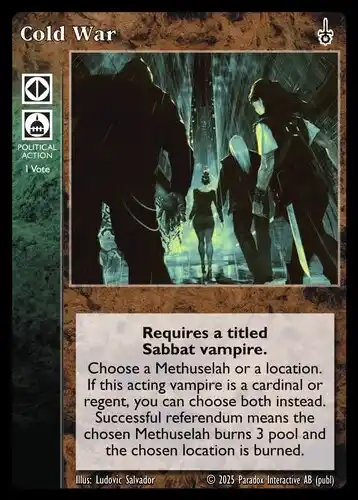 Cold War
POLITICAL
ACTION
1 Vote
Requires a titled
Sabbat vampire.
Choose a Methuselah or a location.
If this acting vampire is a cardinal or
regent, you can choose both instead.
Successful referendum means the
chosen Methuselah burns 3 pool and
the chosen location is burned.
Illus: Ludovic Salvador
© 2025 Paradox Interactive AB (publ)